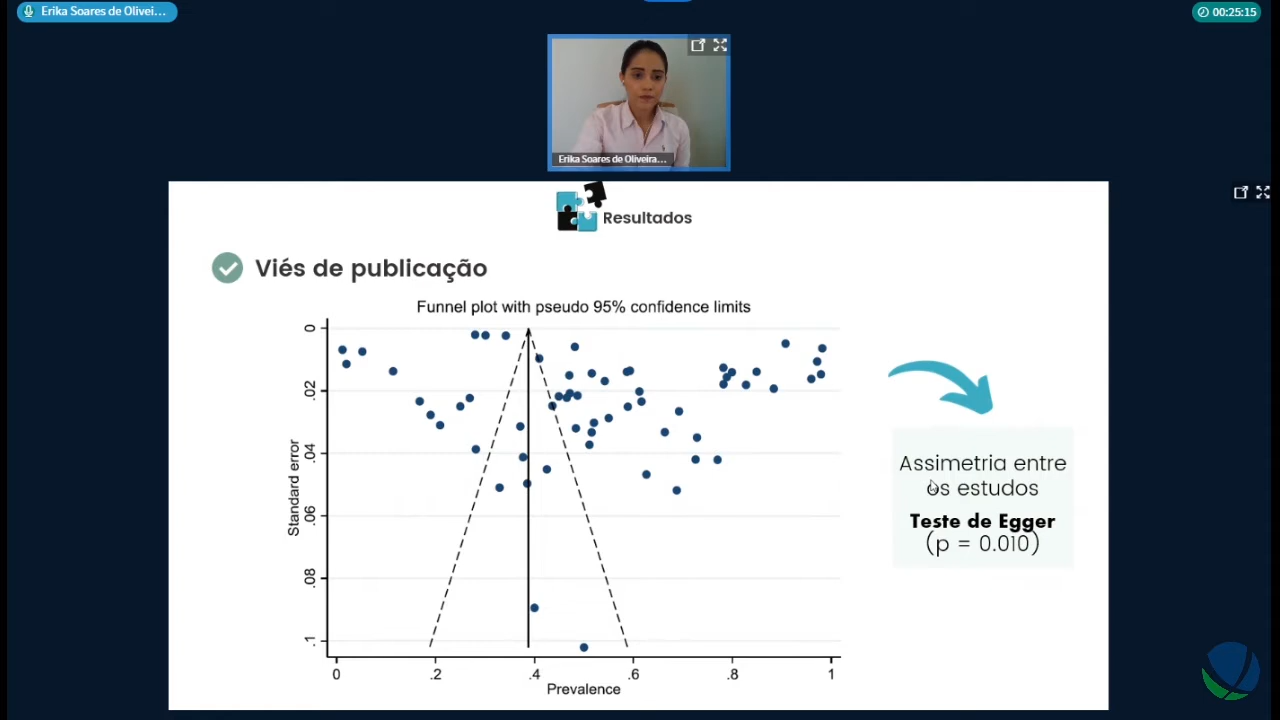 Erika Soares de Olivei...
00:25:15
Erika Soares de Oliveira...
Resultados
Viés de publicação
Funnel plot with pseudo 95% confidence limits
0
.02
.04
.06
.08
.1
Standard error
0
.2
.4
.6
.8
1
Prevalence
Assimetria entre
os estudos
Teste de Egger
(p = 0.010)